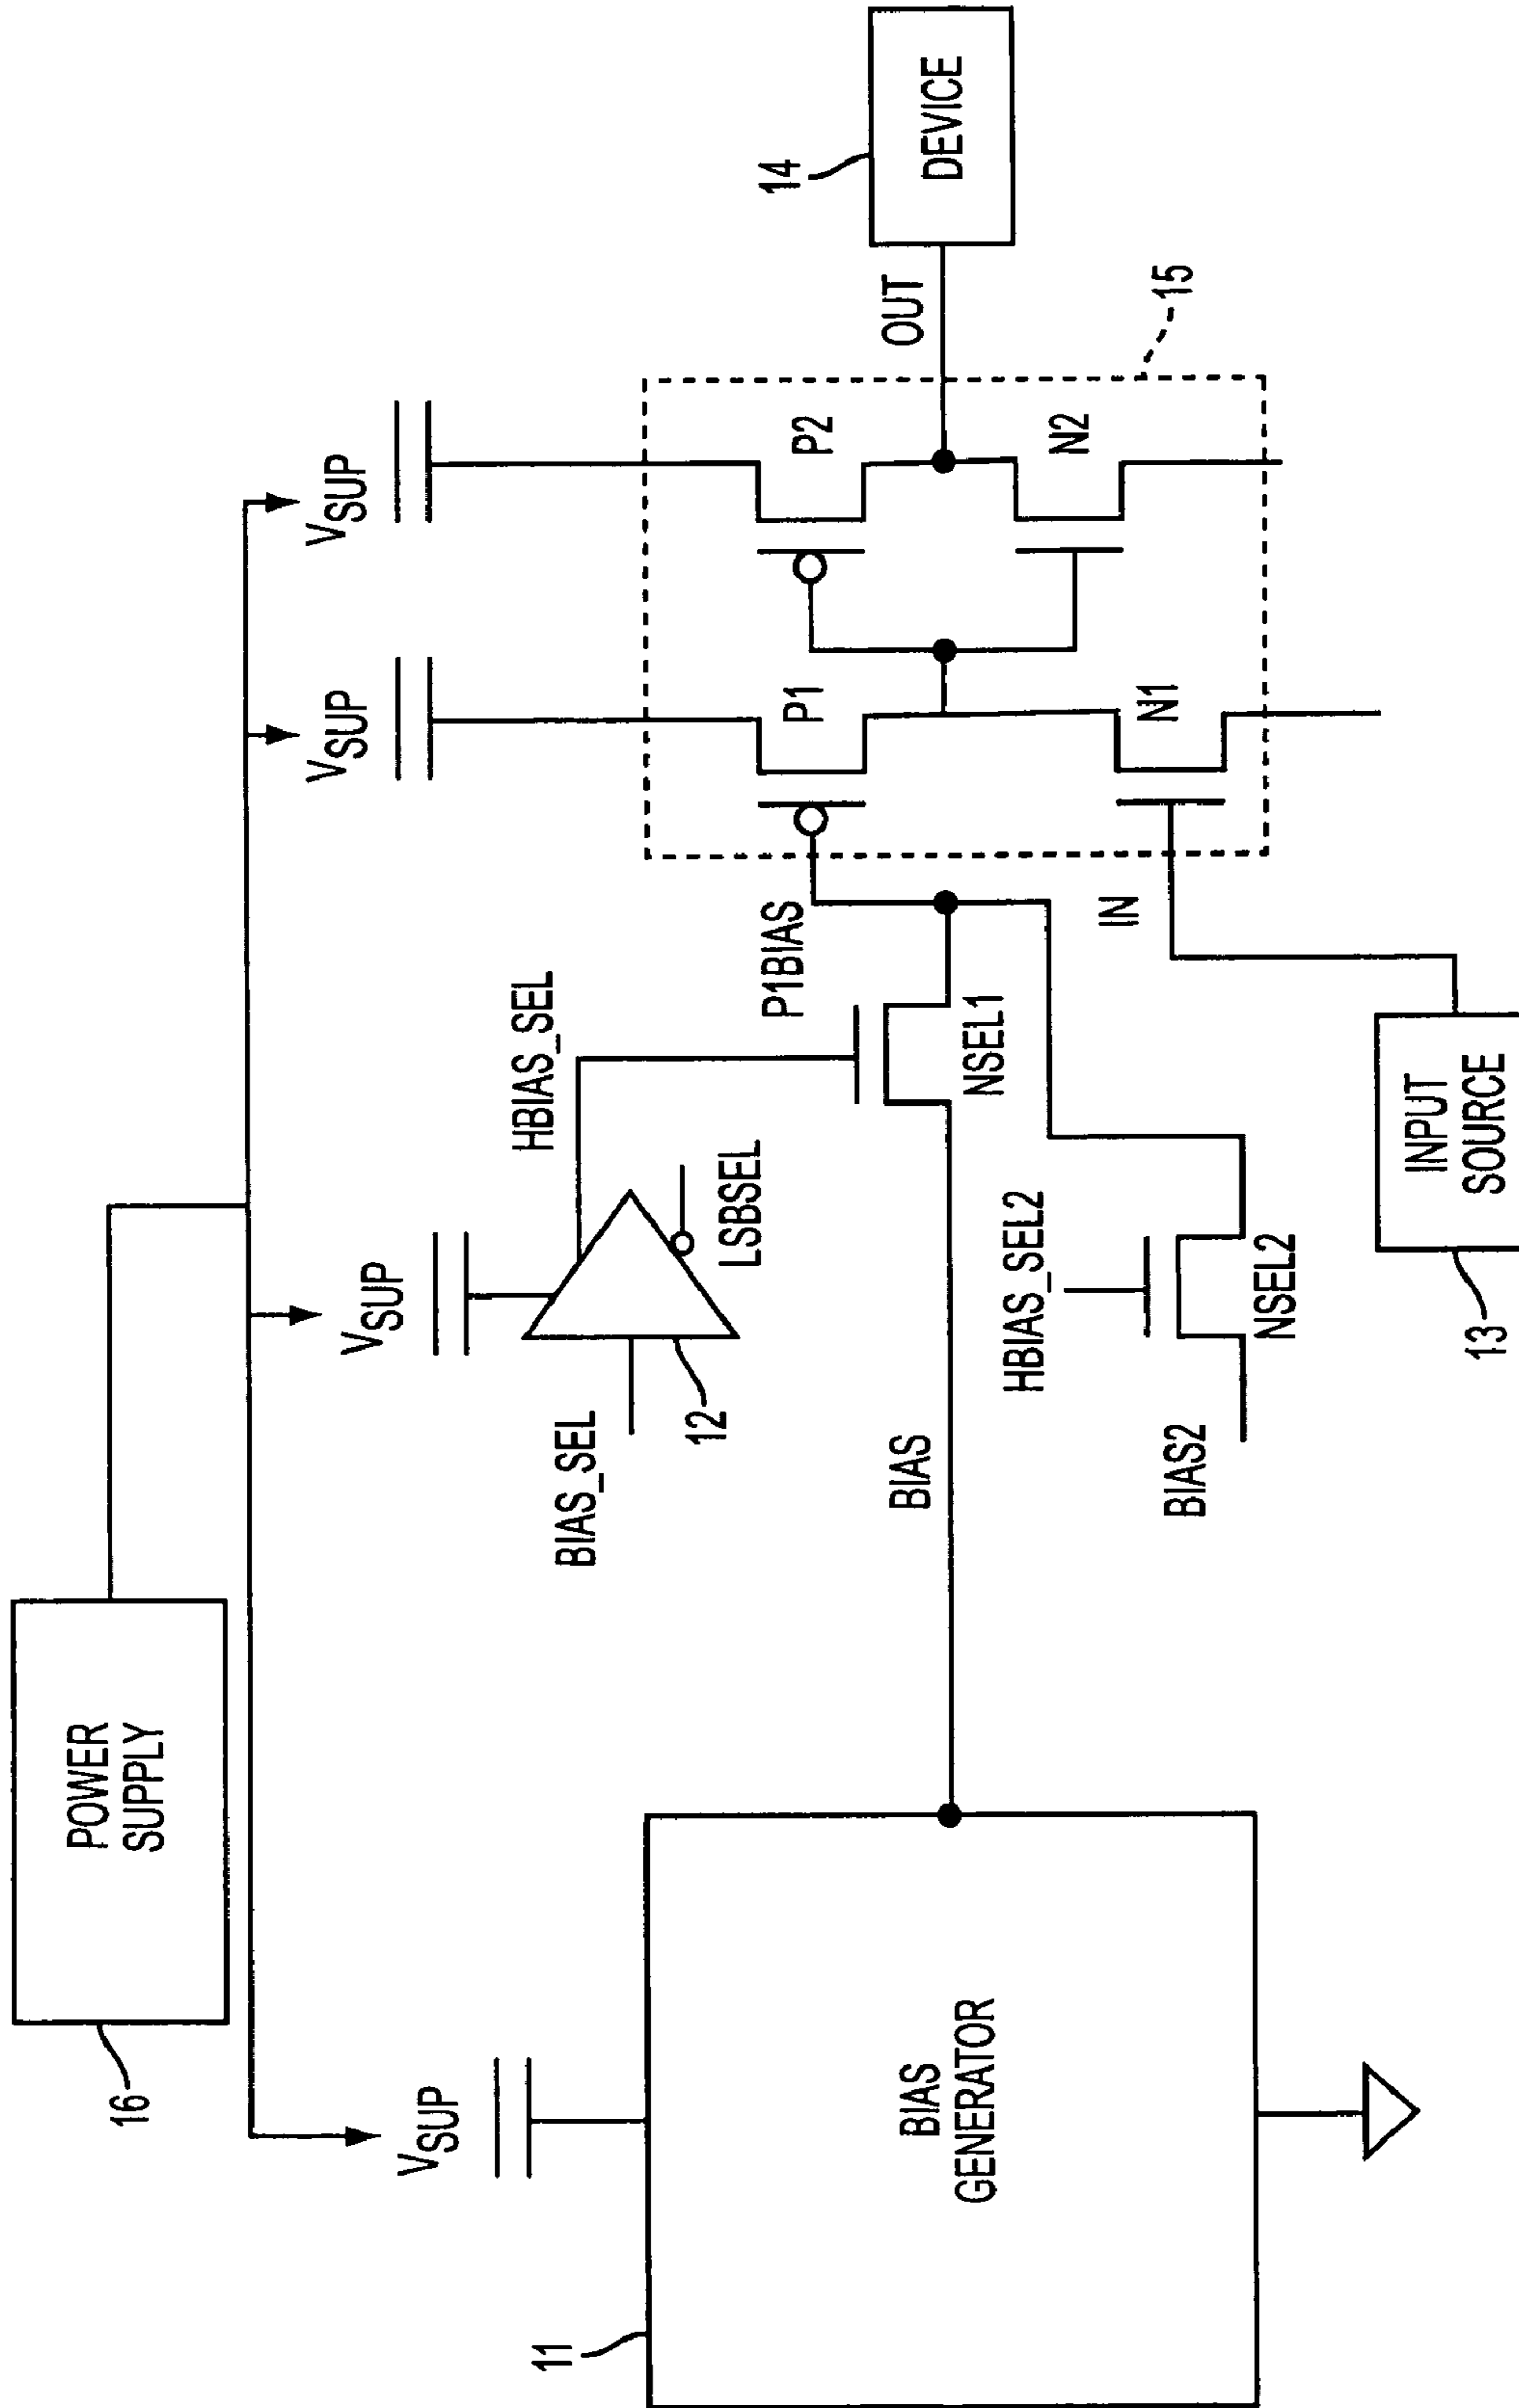 POWER
SUPPLY
16
VSUP
VSUP
VSUP
VSUP
BIAS_SEL
12
HBIAS_SEL
LSBSEL
P1BIAS
NSEL1
BIAS
HBIAS_SEL2
BIAS2
NSEL2
11
BIAS
GENERATOR
P1
P2
N1
N2
IN
OUT
14
DEVICE
15
INPUT
SOURCE
13